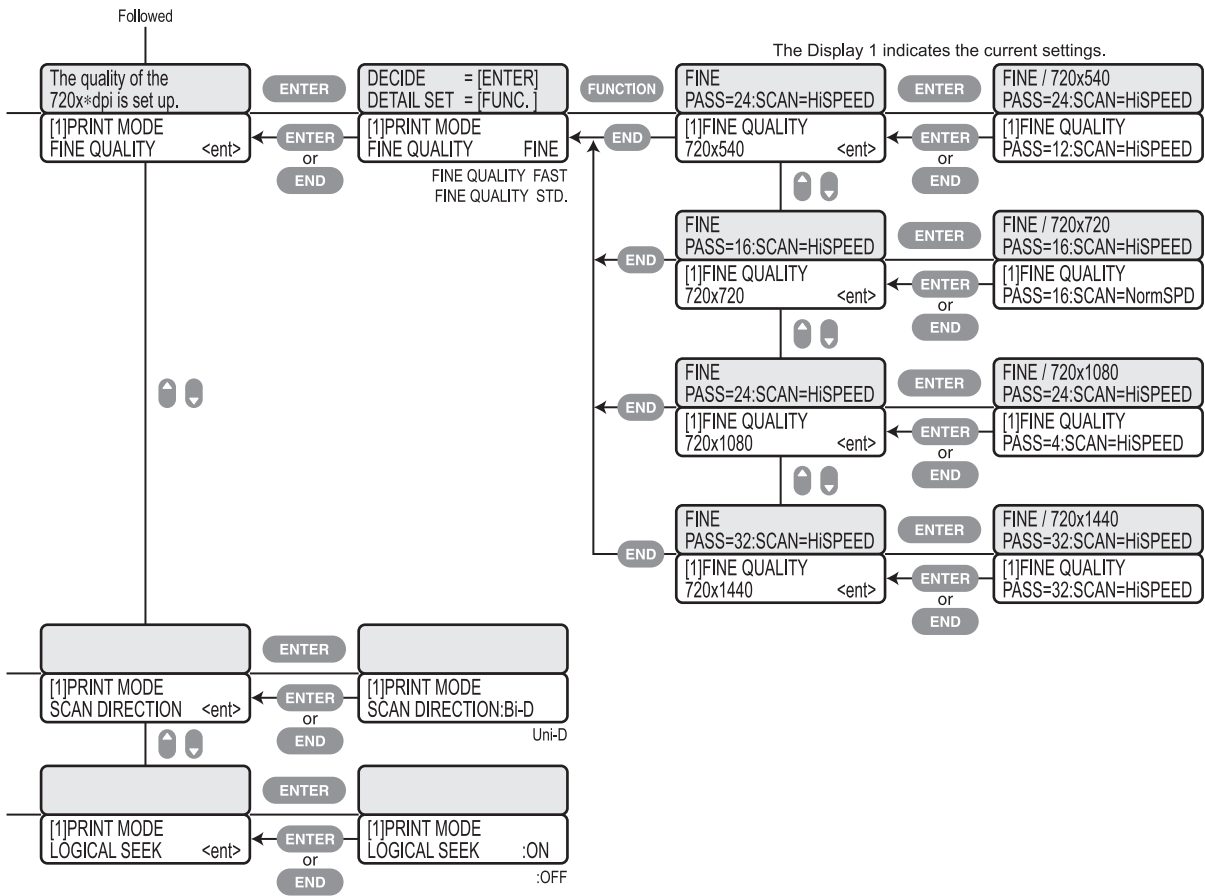 Followed
The Display 1 indicates the current settings.
The quality of the
720x*dpi is set up.
[1]PRINT MODE
FINE QUALITY <ent>
ENTER
ENTER
or
END
DECIDE = [ENTER]
DETAIL SET = [FUNC. ]
[1]PRINT MODE
FINE QUALITY FINE
FINE QUALITY FAST
FINE QUALITY STD.
FUNCTION
END
FINE
PASS=24:SCAN=HiSPEED
[1]FINE QUALITY
720x540 <ent>
ENTER
ENTER
or
END
FINE / 720x540
PASS=24:SCAN=HiSPEED
[1]FINE QUALITY
PASS=12:SCAN=HiSPEED
END
FINE
PASS=16:SCAN=HiSPEED
[1]FINE QUALITY
720x720 <ent>
ENTER
ENTER
or
END
FINE / 720x720
PASS=16:SCAN=HiSPEED
[1]FINE QUALITY
PASS=16:SCAN=NormSPD
END
FINE
PASS=24:SCAN=HiSPEED
[1]FINE QUALITY
720x1080 <ent>
ENTER
ENTER
or
END
FINE / 720x1080
PASS=24:SCAN=HiSPEED
[1]FINE QUALITY
PASS=4:SCAN=HiSPEED
END
FINE
PASS=32:SCAN=HiSPEED
[1]FINE QUALITY
720x1440 <ent>
ENTER
ENTER
or
END
FINE / 720x1440
PASS=32:SCAN=HiSPEED
[1]FINE QUALITY
PASS=32:SCAN=HiSPEED
[1]PRINT MODE
SCAN DIRECTION <ent>
ENTER
ENTER
or
END
[1]PRINT MODE
SCAN DIRECTION:Bi-D
Uni-D
[1]PRINT MODE
LOGICAL SEEK <ent>
ENTER
ENTER
or
END
[1]PRINT MODE
LOGICAL SEEK :ON
:OFF